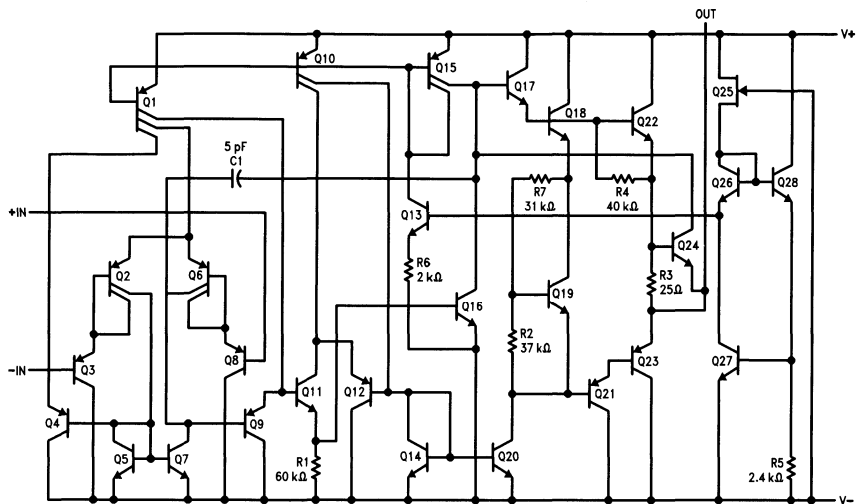 OUT
V+
Q10
Q15
Q1
Q17
Q18
Q22
Q25
5 pF
C1
R7
31 kΩ
R4
40 kΩ
Q26
Q28
+IN
Q13
Q24
Q2
Q6
R6
2 kΩ
R3
25Ω
Q16
Q19
R2
37 kΩ
-IN
Q3
Q8
Q23
Q27
Q4
Q11
Q12
Q21
Q9
Q5
Q7
R1
60 kΩ
Q14
Q20
R5
2.4 kΩ
V-